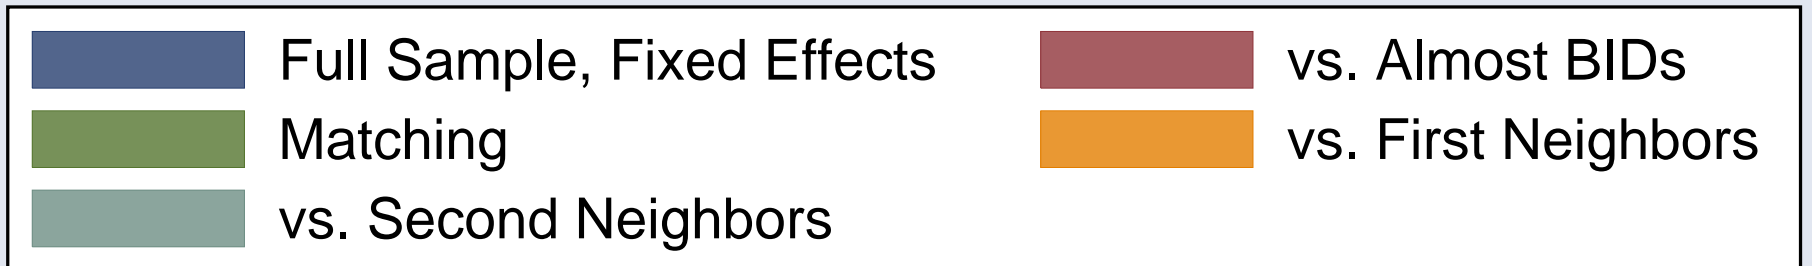 Full Sample, Fixed Effects
vs. Almost BIDs
Matching
vs. First Neighbors
vs. Second Neighbors